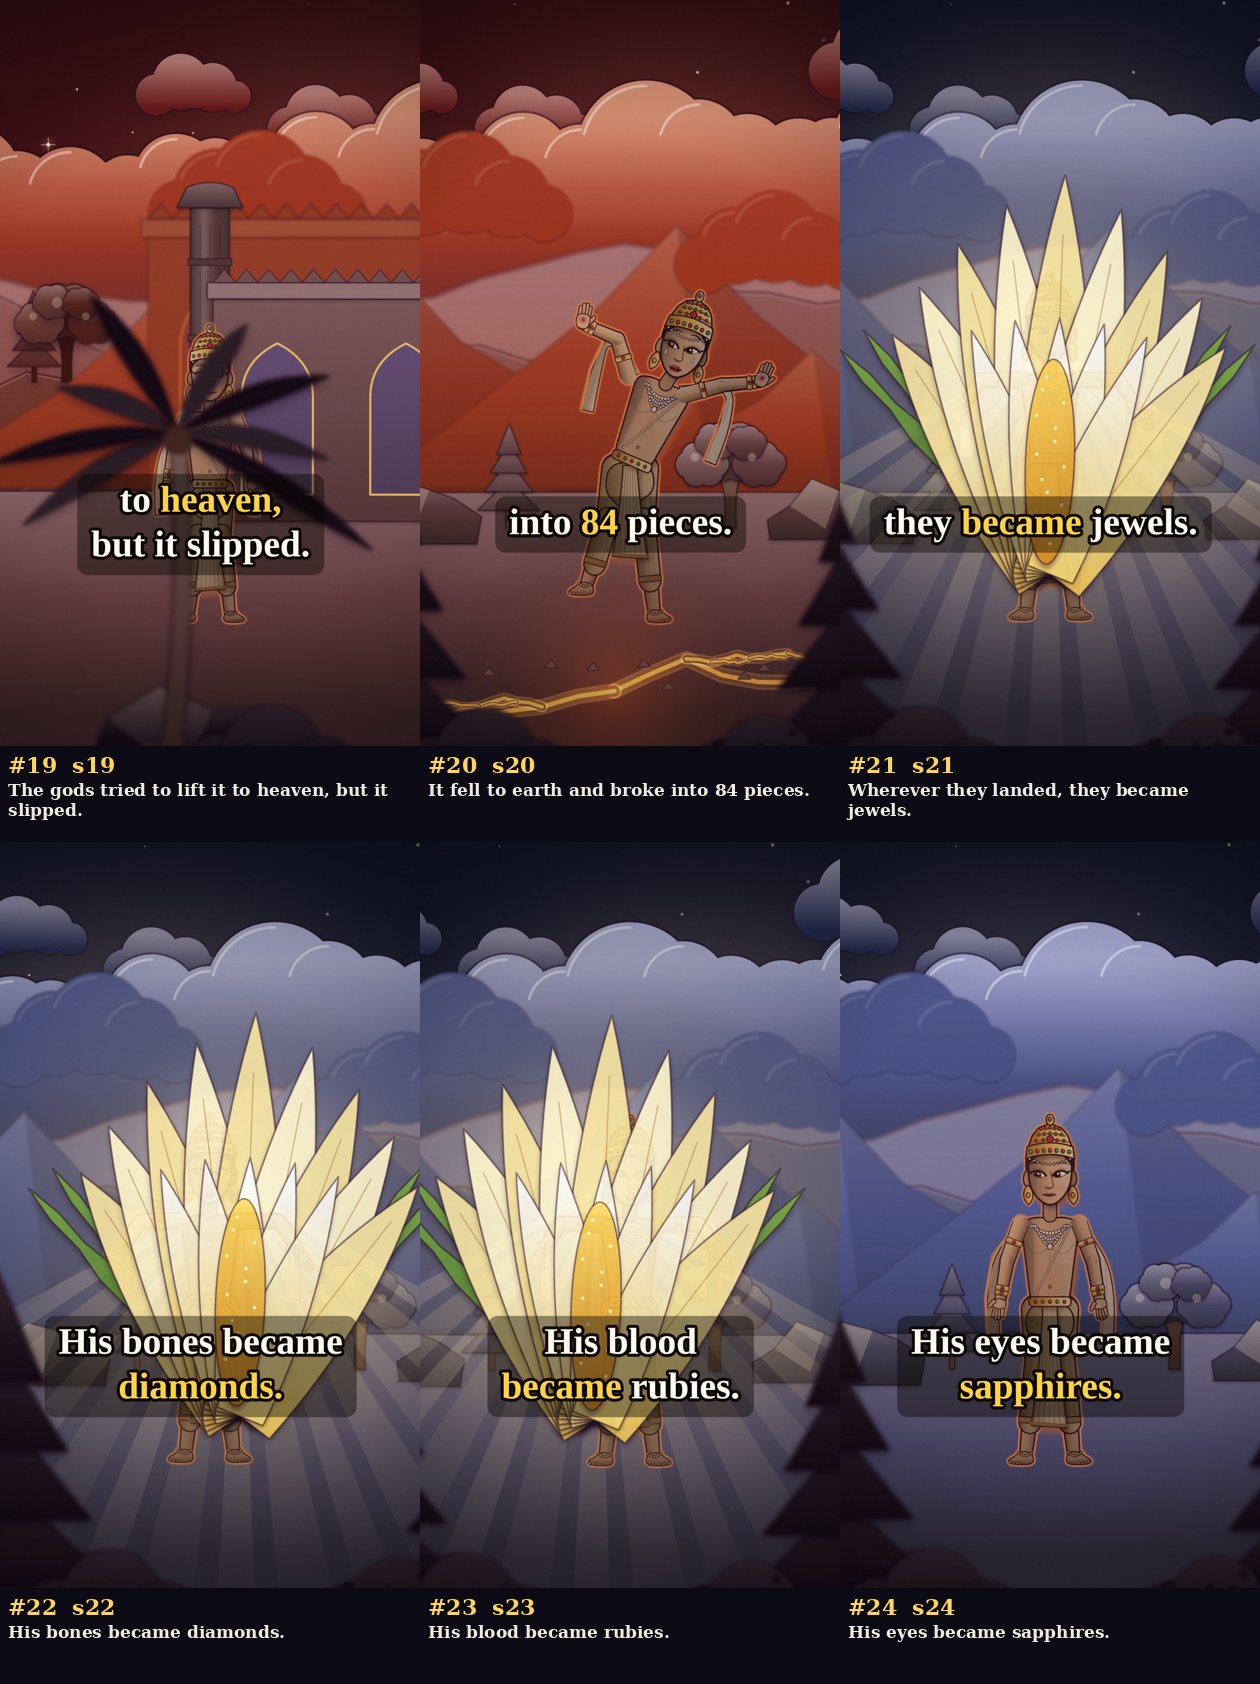 to heaven,
but it slipped.
into 84 pieces.
they became jewels.
#19 s19
The gods tried to lift it to heaven, but it
slipped.
#20 s20
It fell to earth and broke into 84 pieces.
#21 s21
Wherever they landed, they became
jewels.
His bones became
diamonds.
His blood
became rubies.
His eyes became
sapphires.
#22 s22
His bones became diamonds.
#23 s23
His blood became rubies.
#24 s24
His eyes became sapphires.